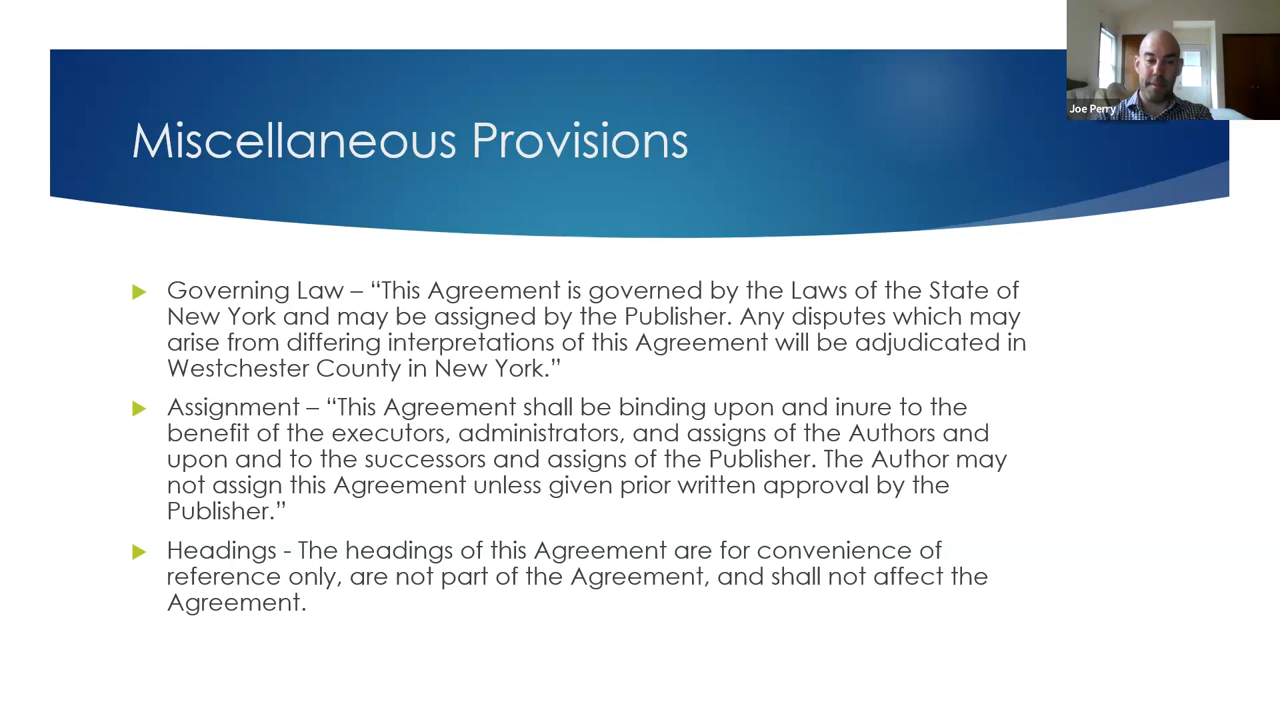 Joe Perry
Miscellaneous Provisions
Governing Law – “This Agreement is governed by the Laws of the State of
New York and may be assigned by the Publisher. Any disputes which may
arise from differing interpretations of this Agreement will be adjudicated in
Westchester County in New York.”
Assignment – “This Agreement shall be binding upon and inure to the
benefit of the executors, administrators, and assigns of the Authors and
upon and to the successors and assigns of the Publisher. The Author may
not assign this Agreement unless given prior written approval by the
Publisher.”
Headings - The headings of this Agreement are for convenience of
reference only, are not part of the Agreement, and shall not affect the
Agreement.